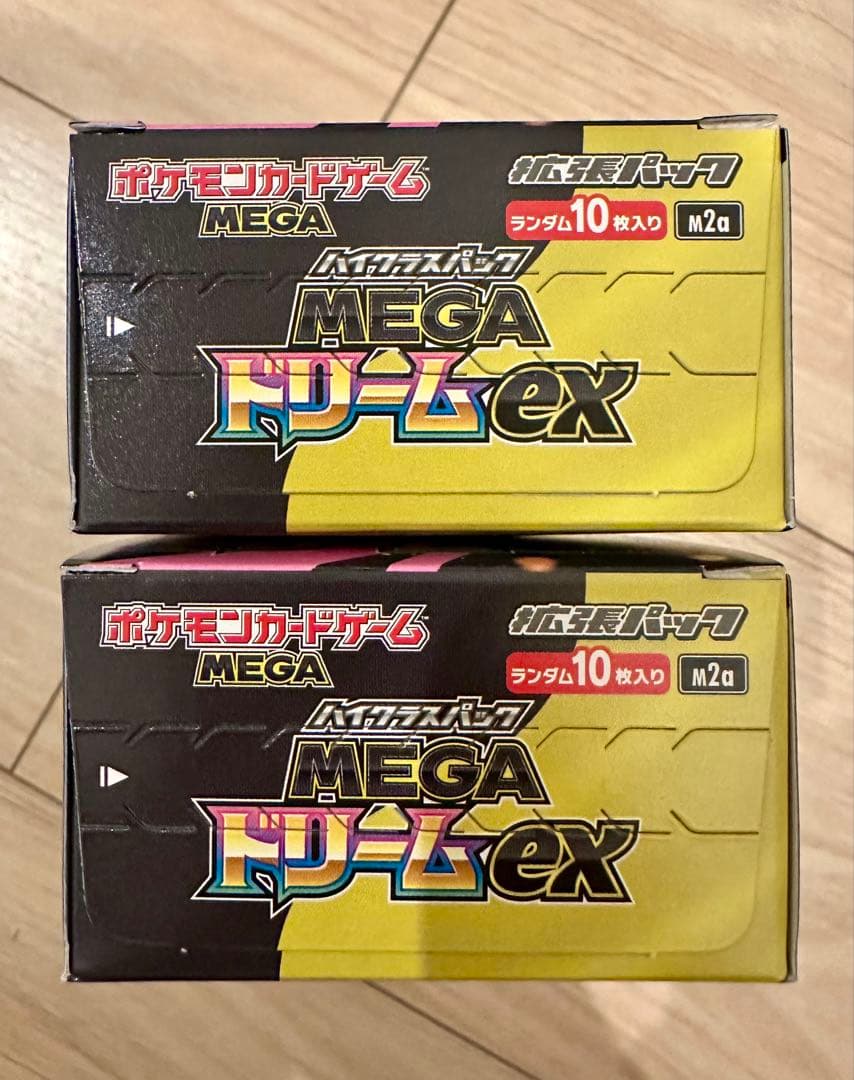 ポケモンカードゲーム
MEGA
拡張パック
ランダム10枚入り M2a
ハイクラスパック
MEGA
ドリームex
ポケモンカードゲーム
MEGA
拡張パック
ランダム10枚入り M2a
ハイクラスパック
MEGA
ドリームex